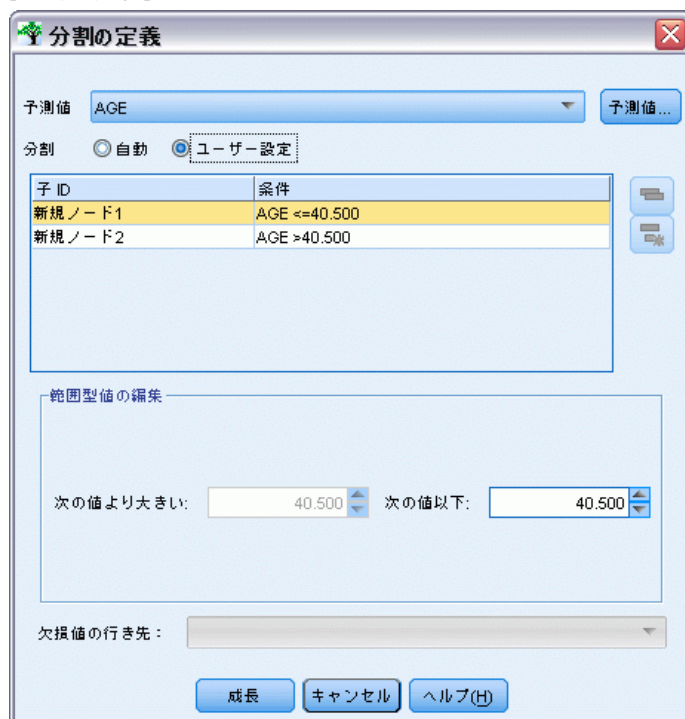 分割の定義
予測値 AGE 予測値...
分割 自動 ユーザー設定
子 ID 条件
新規ノード1 AGE <=40.500
新規ノード2 AGE >40.500
範囲型値の編集
次の値より大きい: 40.500 次の値以下: 40.500
欠損値の行き先:
成長 キャンセル ヘルプ(H)